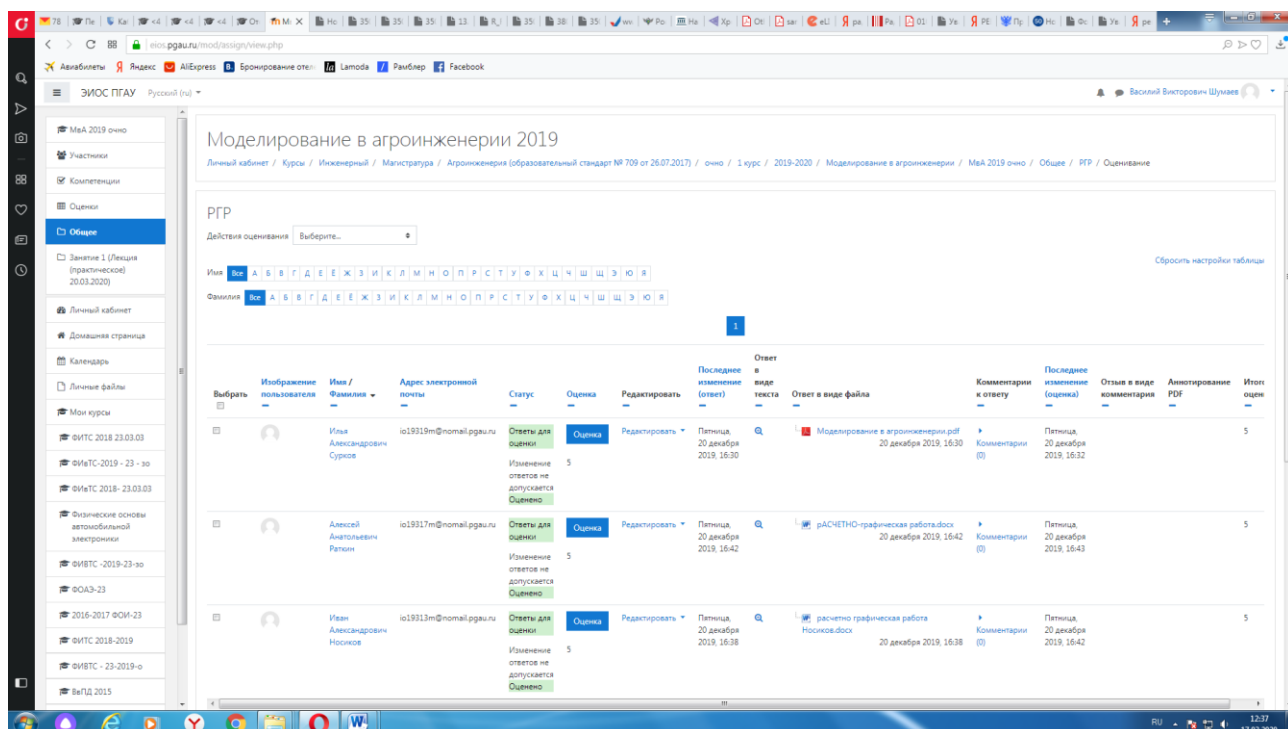 eios.pgau.ru/mod/assign/view.php
Авиабилеты Яндекс AliExpress Бронирование отел Lamoda Рамблер Facebook
ЭИОС ПГАУ Русский (ru)
Василий Викторович Шумаев
МвА 2019 очно
Участники
Компетенции
Оценки
Общее
Занятие 1 (Лекция
(практическое)
20.03.2020)
Личный кабинет
Домашняя страница
Календарь
Личные файлы
Мои курсы
ФИТС 2018 23.03.03
ФИвТС-2019 - 23 - зо
ФИвТС 2018- 23.03.03
Физические основы
автомобильной
электроники
ФИВТС -2019-23-зо
ФОАЭ-23
2016-2017 ФОИ-23
ФИТС 2018-2019
ФИВТС - 23-2019-о
ВвПД 2015
Моделирование в агроинженерии 2019
Личный кабинет / Курсы / Инженерный / Магистратура / Агроинженерия (образовательный стандарт № 709 от 26.07.2017) / очно / 1 курс / 2019-2020 / Моделирование в агроинженерии / МвА 2019 очно / Общее / РГР / Оценивание
РГР
Действия оценивания Выберите...
Сбросить настройки таблицы
Имя Все А Б В Г Д Е Ё Ж З И К Л М Н О П Р С Т У Ф Х Ц Ч Ш Щ Э Ю Я
Фамилия Все А Б В Г Д Е Ё Ж З И К Л М Н О П Р С Т У Ф Х Ц Ч Ш Щ Э Ю Я
1
Выбрать
Изображение
пользователя
Имя /
Фамилия
Адрес электронной
почты
Статус
Оценка
Редактировать
Последнее
изменение
(ответ)
Ответ
в
виде
текста
Ответ в виде файла
Комментарии
к ответу
Последнее
изменение
(оценка)
Отзыв в виде
комментария
Аннотирование
PDF
Итого
оцен
Илья
Александрович
Сурков
io19319m@nomail.pgau.ru
Ответы для
оценки
Изменение
ответов не
допускается
Оценено
Оценка
5
Редактировать
Пятница,
20 декабря
2019, 16:30
Моделирование в агроинженерии.pdf
20 декабря 2019, 16:30
Комментарии
(0)
Пятница,
20 декабря
2019, 16:32
5
Алексей
Анатольевич
Раткин
io19317m@nomail.pgau.ru
Ответы для
оценки
Изменение
ответов не
допускается
Оценено
Оценка
5
Редактировать
Пятница,
20 декабря
2019, 16:42
рАСЧЕТНО-графическая работа.docx
20 декабря 2019, 16:42
Комментарии
(0)
Пятница,
20 декабря
2019, 16:43
5
Иван
Александрович
Носиков
io19313m@nomail.pgau.ru
Ответы для
оценки
Изменение
ответов не
допускается
Оценено
Оценка
5
Редактировать
Пятница,
20 декабря
2019, 16:38
расчетно графическая работа
Носиков.docx
20 декабря 2019, 16:38
Комментарии
(0)
Пятница,
20 декабря
2019, 16:42
5
RU
12:37